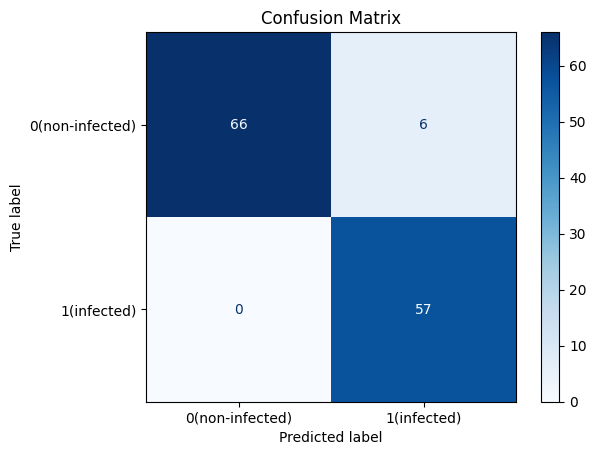 Confusion Matrix
True label
0(non-infected)
66
6
1(infected)
0
57
0(non-infected)
1(infected)
Predicted label
60
50
40
30
20
10
0